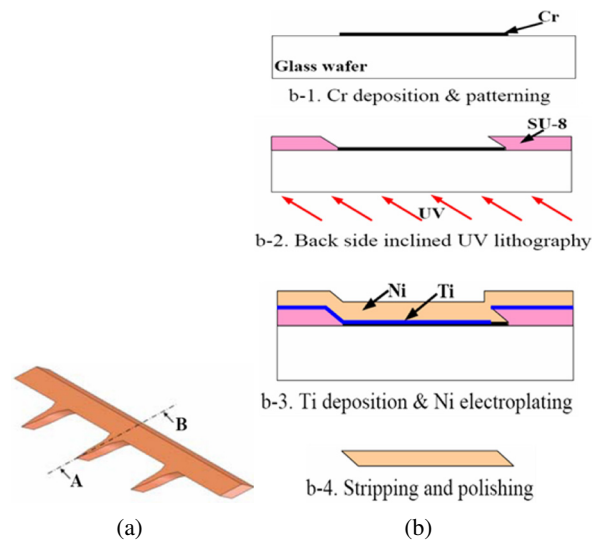 Cr
Glass wafer
b-1. Cr deposition & patterning
SU-8
UV
b-2. Back side inclined UV lithography
Ni
Ti
b-3. Ti deposition & Ni electroplating
B
A
b-4. Stripping and polishing
(a)
(b)